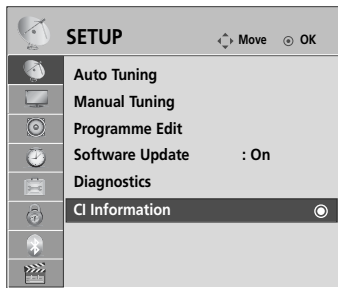 SETUP Move OK
Auto Tuning
Manual Tuning
Programme Edit
Software Update : On
Diagnostics
CI Information